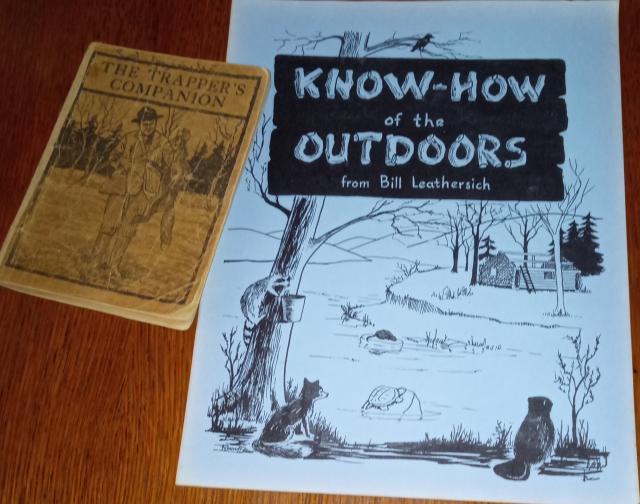 THE TRAPPER'S
COMPANION
KNOW-HOW
of the
OUTDOORS
from Bill Leathersich